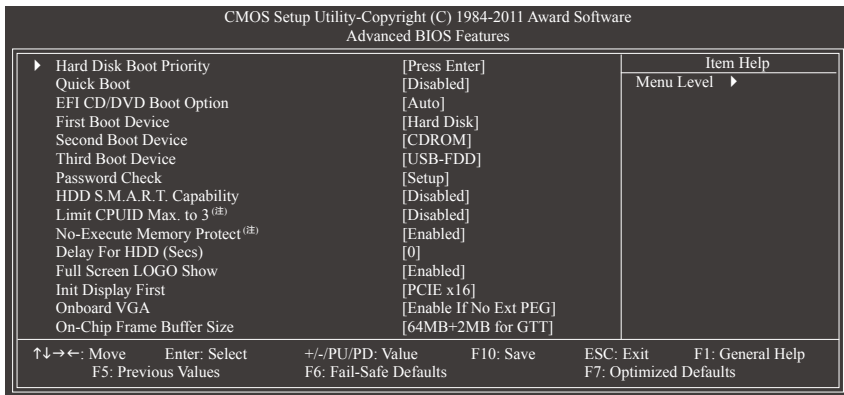 CMOS Setup Utility-Copyright (C) 1984-2011 Award Software
Advanced BIOS Features
Hard Disk Boot Priority [Press Enter] Item Help
Quick Boot [Disabled] Menu Level
EFI CD/DVD Boot Option [Auto]
First Boot Device [Hard Disk]
Second Boot Device [CDROM]
Third Boot Device [USB-FDD]
Password Check [Setup]
HDD S.M.A.R.T. Capability [Disabled]
Limit CPUID Max. to 3 (注) [Disabled]
No-Execute Memory Protect (注) [Enabled]
Delay For HDD (Secs) [0]
Full Screen LOGO Show [Enabled]
Init Display First [PCIE x16]
Onboard VGA [Enable If No Ext PEG]
On-Chip Frame Buffer Size [64MB+2MB for GTT]
↑↓→←: Move Enter: Select +/-/PU/PD: Value F10: Save ESC: Exit F1: General Help
F5: Previous Values F6: Fail-Safe Defaults F7: Optimized Defaults